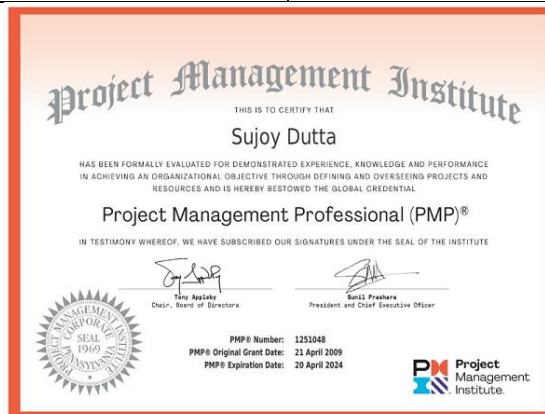 Project Management Institute
THIS IS TO CERTIFY THAT
Sujoy Dutta
HAS BEEN FORMALLY EVALUATED FOR DEMONSTRATED EXPERIENCE, KNOWLEDGE AND PERFORMANCE
IN ACHIEVING AN ORGANIZATIONAL OBJECTIVE THROUGH DEFINING AND OVERSEEING PROJECTS AND
RESOURCES AND IS HEREBY BESTOWED THE GLOBAL CREDENTIAL
Project Management Professional (PMP)®
IN TESTIMONY WHEREOF, WE HAVE SUBSCRIBED OUR SIGNATURES UNDER THE SEAL OF THE INSTITUTE
Tony Appleby
Chair, Board of Directors
Sunil Prashara
President and Chief Executive Officer
PROJECT MANAGEMENT INSTITUTE
CORPORATE
SEAL
1969
PENNSYLVANIA
PMP® Number: 1251048
PMP® Original Grant Date: 21 April 2009
PMP® Expiration Date: 20 April 2024
Project
Management
Institute.